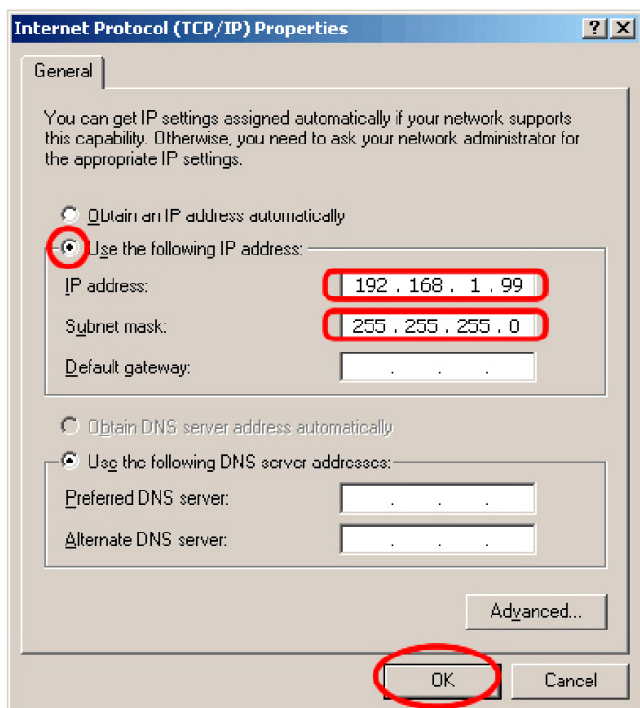 Internet Protocol (TCP/IP) Properties
General
You can get IP settings assigned automatically if your network supports
this capability. Otherwise, you need to ask your network administrator for
the appropriate IP settings.
Obtain an IP address automatically
Use the following IP address:
IP address: 192 . 168 . 1 . 99
Subnet mask: 255 . 255 . 255 . 0
Default gateway: . . .
Obtain DNS server address automatically
Use the following DNS server addresses:
Preferred DNS server: . . .
Alternate DNS server: . . .
Advanced...
OK Cancel